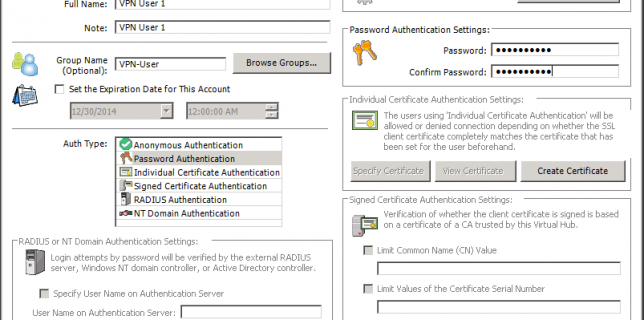 Full Name:
VPN User 1
Note:
VPN User 1
Group Name
(Optional):
VPN-User
Browse Groups...
Set the Expiration Date for This Account
12/30/2014
12:00:00 AM
Auth Type:
Anonymous Authentication
Password Authentication
Individual Certificate Authentication
Signed Certificate Authentication
RADIUS Authentication
NT Domain Authentication
RADIUS or NT Domain Authentication Settings:
Login attempts by password will be verified by the external RADIUS
server, Windows NT domain controller, or Active Directory controller.
Specify User Name on Authentication Server
User Name on Authentication Server:
Password Authentication Settings:
Password:
●●●●●●●●●●
Confirm Password:
●●●●●●●●●●
Individual Certificate Authentication Settings:
The users using 'Individual Certificate Authentication' will be
allowed or denied connection depending on whether the SSL
client certificate completely matches the certificate that has
been set for the user beforehand.
Specify Certificate
View Certificate
Create Certificate
Signed Certificate Authentication Settings:
Verification of whether the client certificate is signed is based
on a certificate of a CA trusted by this Virtual Hub.
Limit Common Name (CN) Value
Limit Values of the Certificate Serial Number